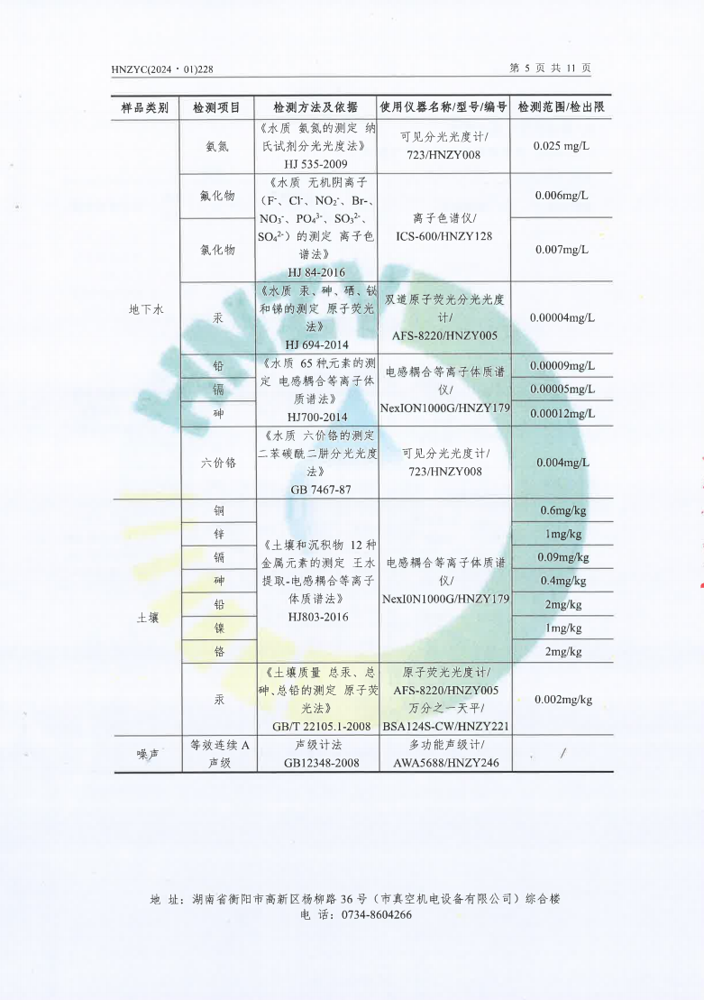 HNZYC(2024・01)228
第 5 页 共 11 页
样品类别 检测项目 检测方法及依据 使用仪器名称/型号/编号 检测范围/检出限
地下水
氨氮
《水质 氨氮的测定 纳
氏试剂分光光度法》
HJ 535-2009
可见分光光度计/
723/HNZY008
0.025 mg/L
氟化物
《水质 无机阴离子
（F⁻、Cl⁻、NO₂⁻、Br-、
NO₃⁻、PO₄³⁻、SO₃²⁻、
SO₄²⁻）的测定 离子色
谱法》
HJ 84-2016
离子色谱仪/
ICS-600/HNZY128
0.006mg/L
氯化物
0.007mg/L
汞
《水质 汞、砷、硒、铋
和锑的测定 原子荧光
法》
HJ 694-2014
双道原子荧光分光光度
计/
AFS-8220/HNZY005
0.00004mg/L
铅
《水质 65 种元素的测
定 电感耦合等离子体
质谱法》
HJ700-2014
电感耦合等离子体质谱
仪/
NexION1000G/HNZY179
0.00009mg/L
镉
0.00005mg/L
砷
0.00012mg/L
六价铬
《水质 六价铬的测定
二苯碳酰二肼分光光度
法》
GB 7467-87
可见分光光度计/
723/HNZY008
0.004mg/L
土壤
铜
《土壤和沉积物 12 种
金属元素的测定 王水
提取-电感耦合等离子
体质谱法》
HJ803-2016
电感耦合等离子体质谱
仪/
NexI0N1000G/HNZY179
0.6mg/kg
锌
1mg/kg
镉
0.09mg/kg
砷
0.4mg/kg
铅
2mg/kg
镍
1mg/kg
铬
2mg/kg
汞
《土壤质量 总汞、总
砷、总铅的测定 原子荧
光法》
GB/T 22105.1-2008
原子荧光光度计/
AFS-8220/HNZY005
万分之一天平/
BSA124S-CW/HNZY221
0.002mg/kg
噪声
等效连续 A
声级
声级计法
GB12348-2008
多功能声级计/
AWA5688/HNZY246
/
HNZY
地 址：湖南省衡阳市高新区杨柳路 36 号（市真空机电设备有限公司）综合楼
电 话：0734-8604266